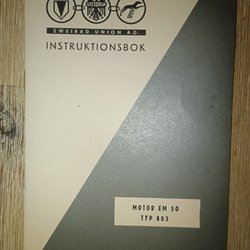 VICTORIA
ZWEIRAD UNION AG.
INSTRUKTIONSBOK
MOTOR EM 50
TYP 803